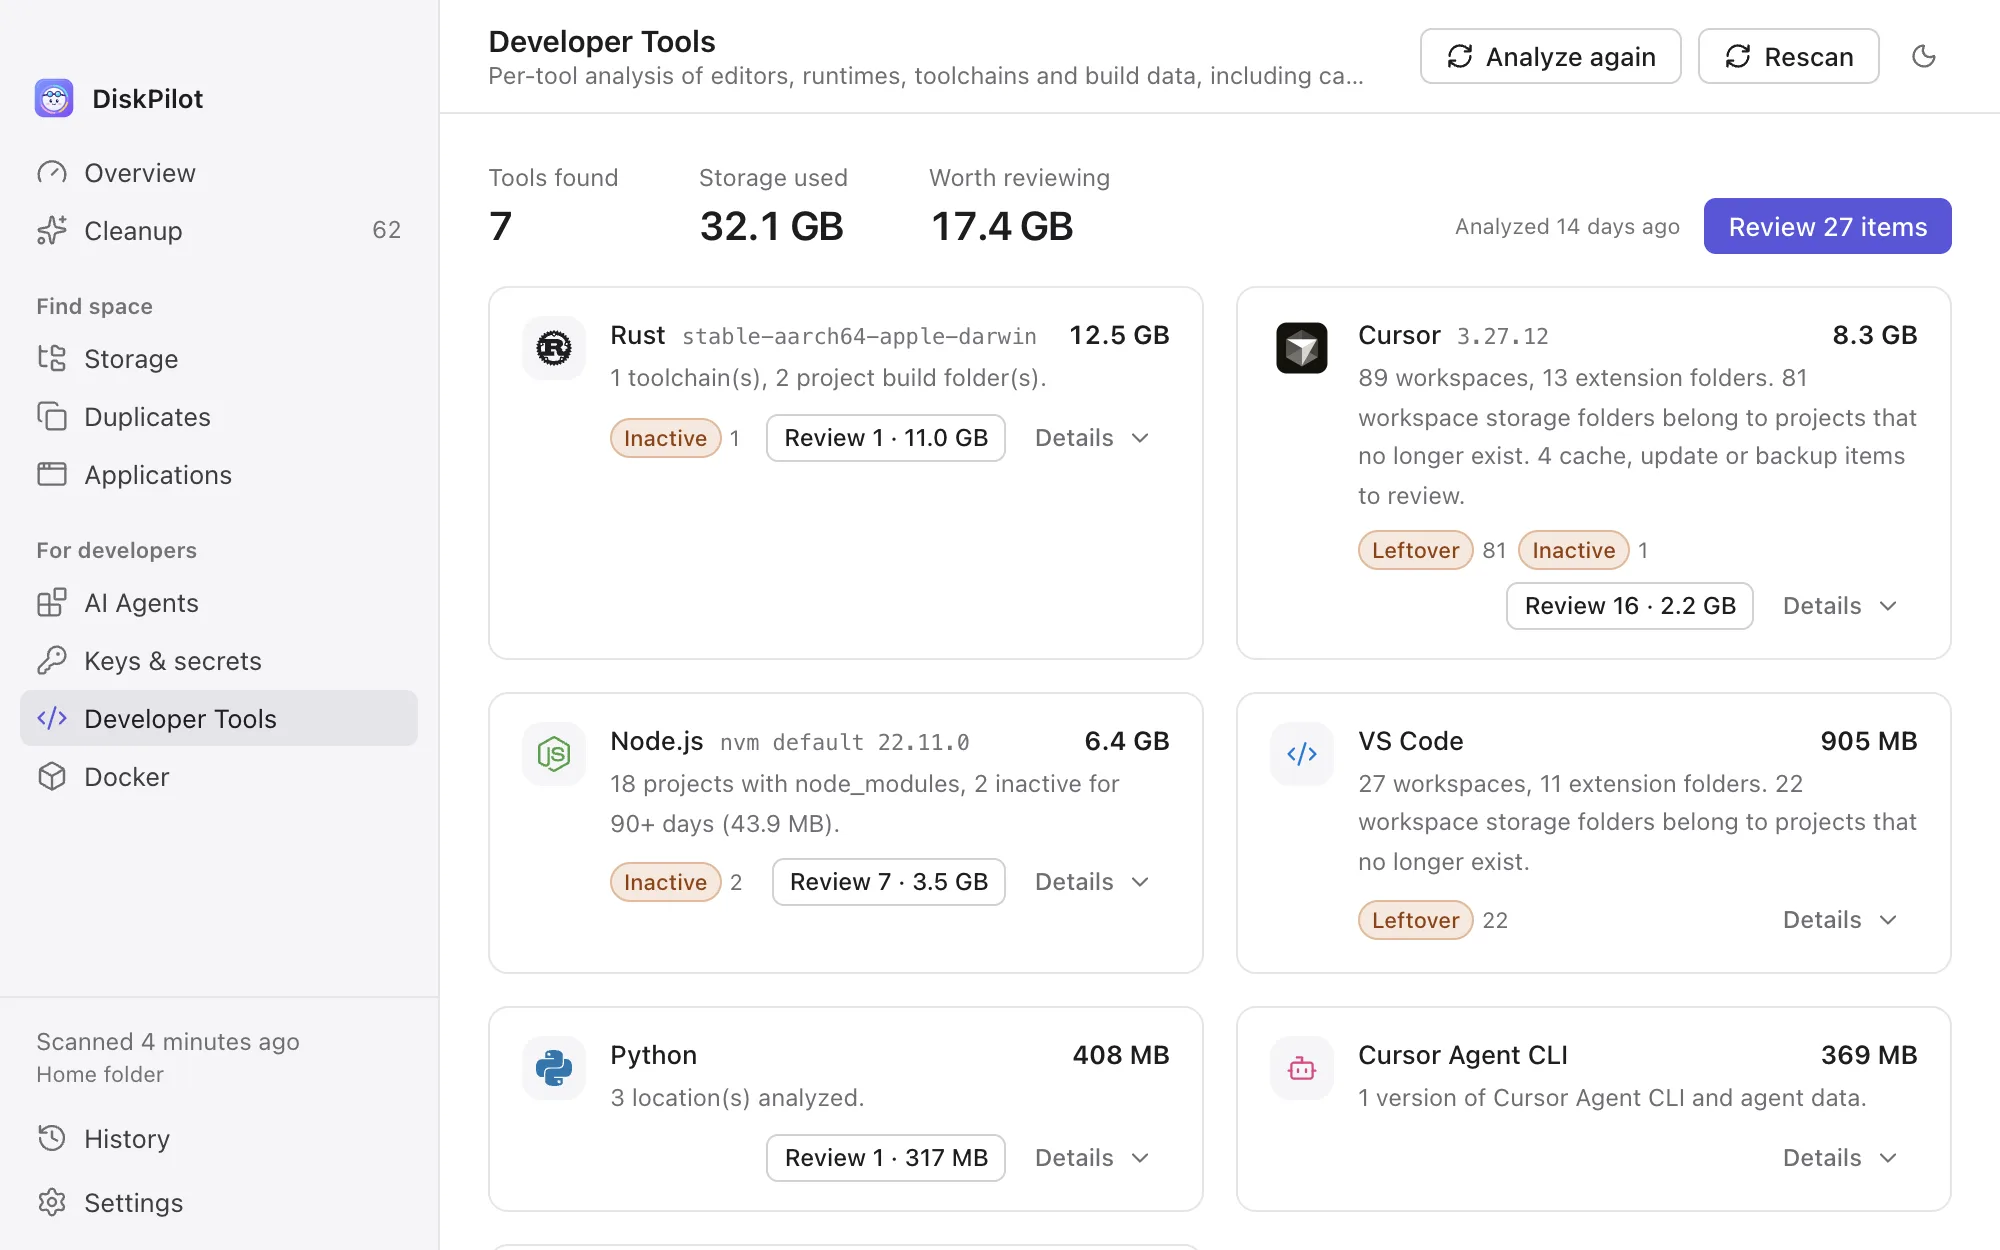 DiskPilot
Overview
Cleanup 62
Find space
Storage
Duplicates
Applications
For developers
AI Agents
Keys & secrets
Developer Tools
Docker
Scanned 4 minutes ago
Home folder
History
Settings
Developer Tools
Per-tool analysis of editors, runtimes, toolchains and build data, including ca...
Analyze again
Rescan
Tools found
7
Storage used
32.1 GB
Worth reviewing
17.4 GB
Analyzed 14 days ago
Review 27 items
Rust stable-aarch64-apple-darwin 12.5 GB
1 toolchain(s), 2 project build folder(s).
Inactive 1 Review 1 · 11.0 GB Details
Cursor 3.27.12 8.3 GB
89 workspaces, 13 extension folders. 81
workspace storage folders belong to projects that
no longer exist. 4 cache, update or backup items
to review.
Leftover 81 Inactive 1
Review 16 · 2.2 GB Details
JS
Node.js nvm default 22.11.0 6.4 GB
18 projects with node_modules, 2 inactive for
90+ days (43.9 MB).
Inactive 2 Review 7 · 3.5 GB Details
VS Code 905 MB
27 workspaces, 11 extension folders. 22
workspace storage folders belong to projects that
no longer exist.
Leftover 22 Details
Python 408 MB
3 location(s) analyzed.
Review 1 · 317 MB Details
Cursor Agent CLI 369 MB
1 version of Cursor Agent CLI and agent data.
Details